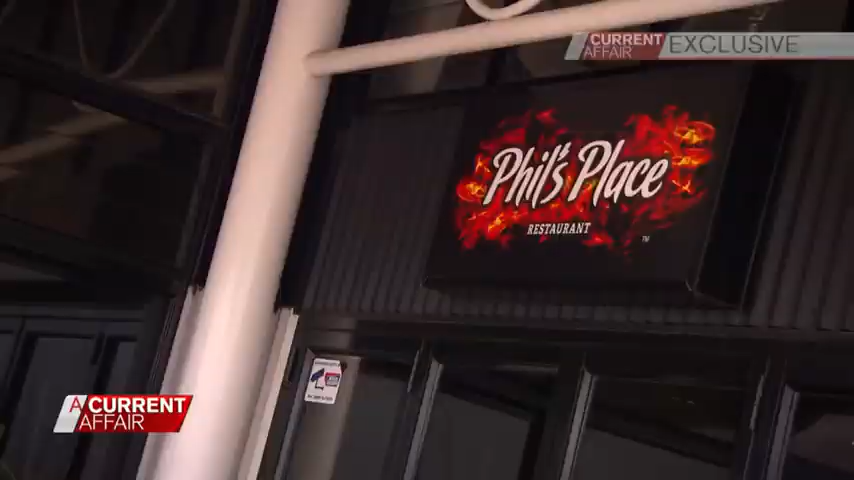 A CURRENT
AFFAIR
EXCLUSIVE
Phil's Place
RESTAURANT
TM
A CURRENT
AFFAIR